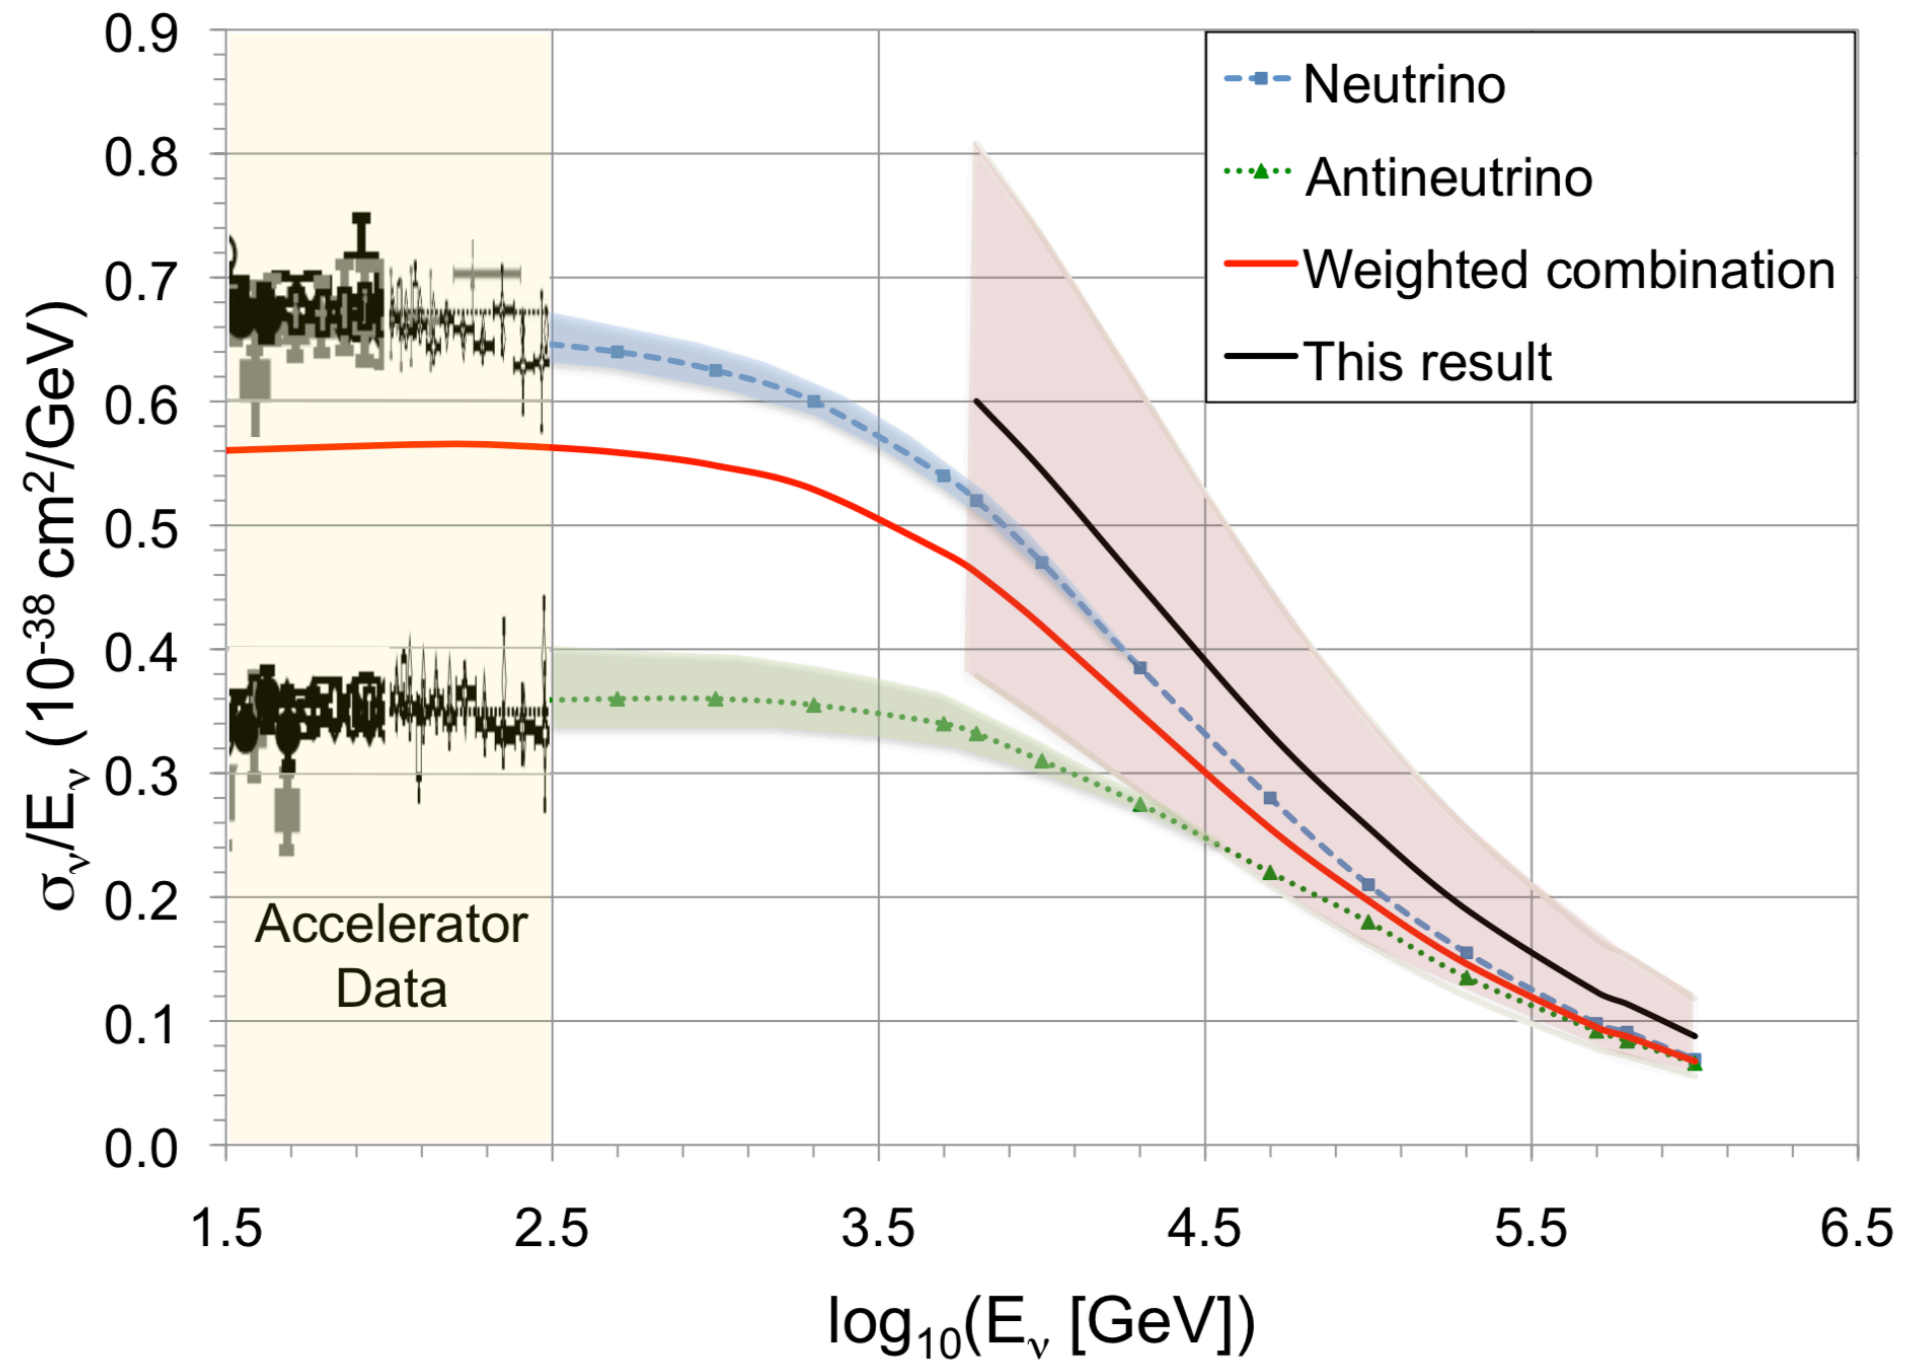 0.9
0.8
0.7
0.6
0.5
0.4
0.3
0.2
0.1
0.0
σν/Eν (10⁻³⁸ cm²/GeV)
Neutrino
Antineutrino
Weighted combination
This result
Accelerator
Data
1.5 2.5 3.5 4.5 5.5 6.5
log₁₀(Eν [GeV])